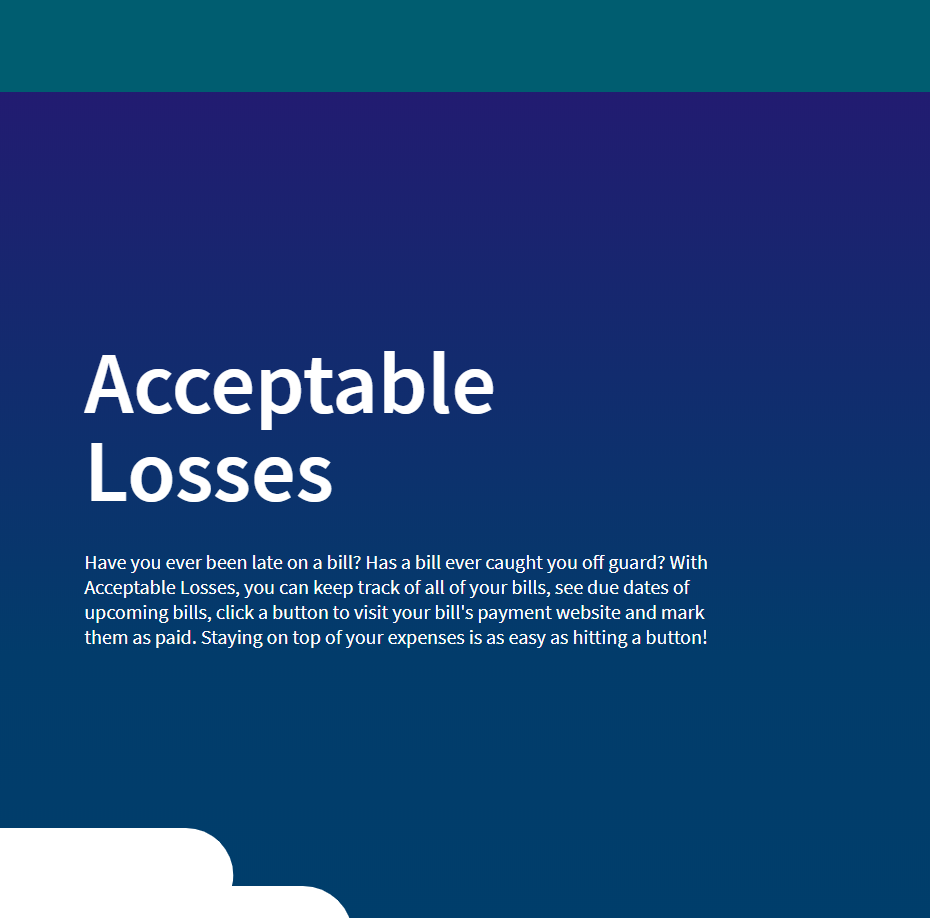 Acceptable
Losses
Have you ever been late on a bill? Has a bill ever caught you off guard? With
Acceptable Losses, you can keep track of all of your bills, see due dates of
upcoming bills, click a button to visit your bill's payment website and mark
them as paid. Staying on top of your expenses is as easy as hitting a button!